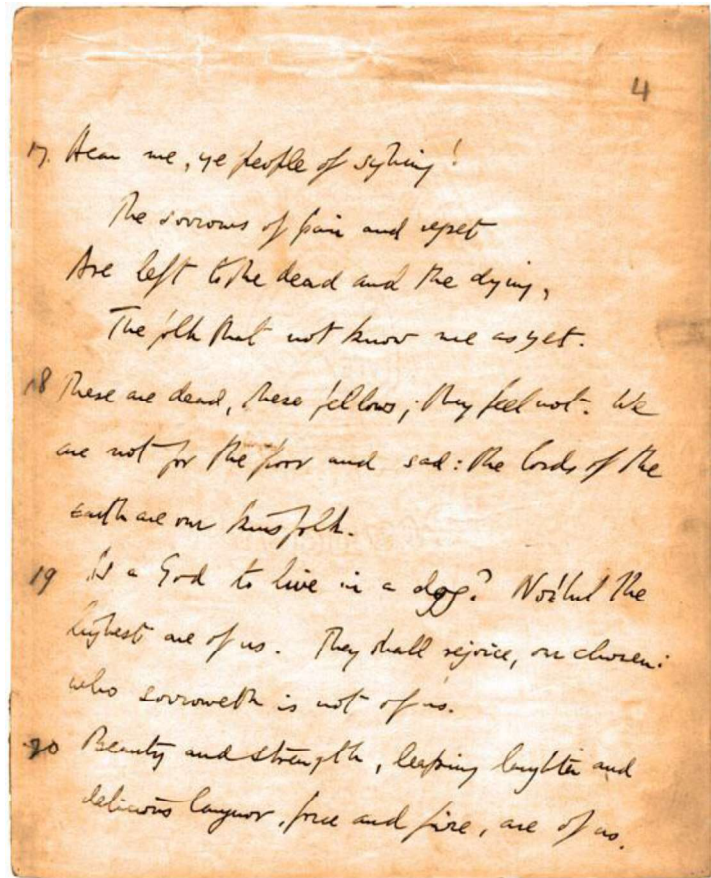 4
17. Hear me, ye people of sighing!
The sorrows of pain and regret
Are left to the dead and the dying,
The folk that not know me as yet.
18 These are dead, these fellows; they feel not. We
are not for the poor and sad: the lords of the
earth are our kinsfolk.
19 Is a God to live in a dog? No! but the
highest are of us. They shall rejoice, our chosen:
who sorroweth is not of us.
20 Beauty and strength, leaping laughter and
delicious languor, force and fire, are of us.